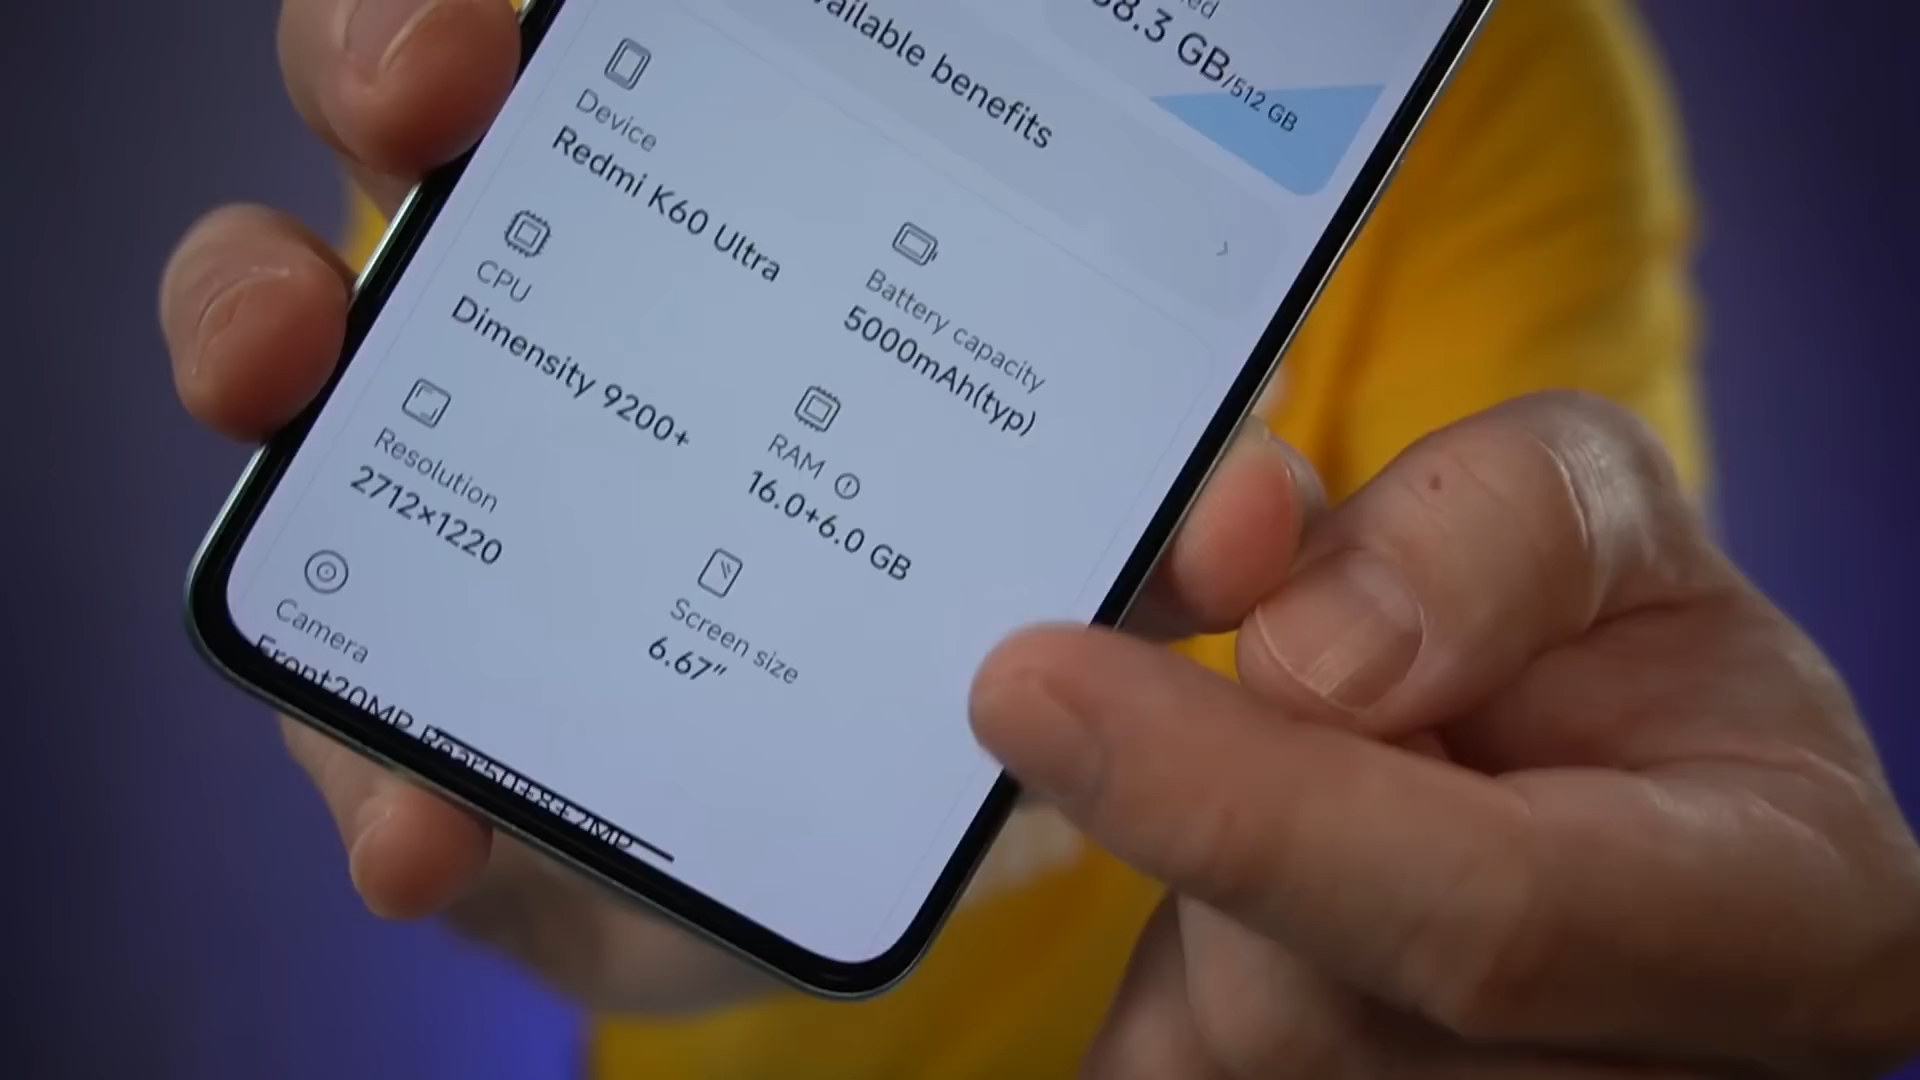 8.3 GB/512 GB
available benefits
Device
Redmi K60 Ultra
Battery capacity
5000mAh(typ)
CPU
Dimensity 9200+
RAM
16.0+6.0 GB
Resolution
2712×1220
Screen size
6.67″
Camera
Front20MP
2MP